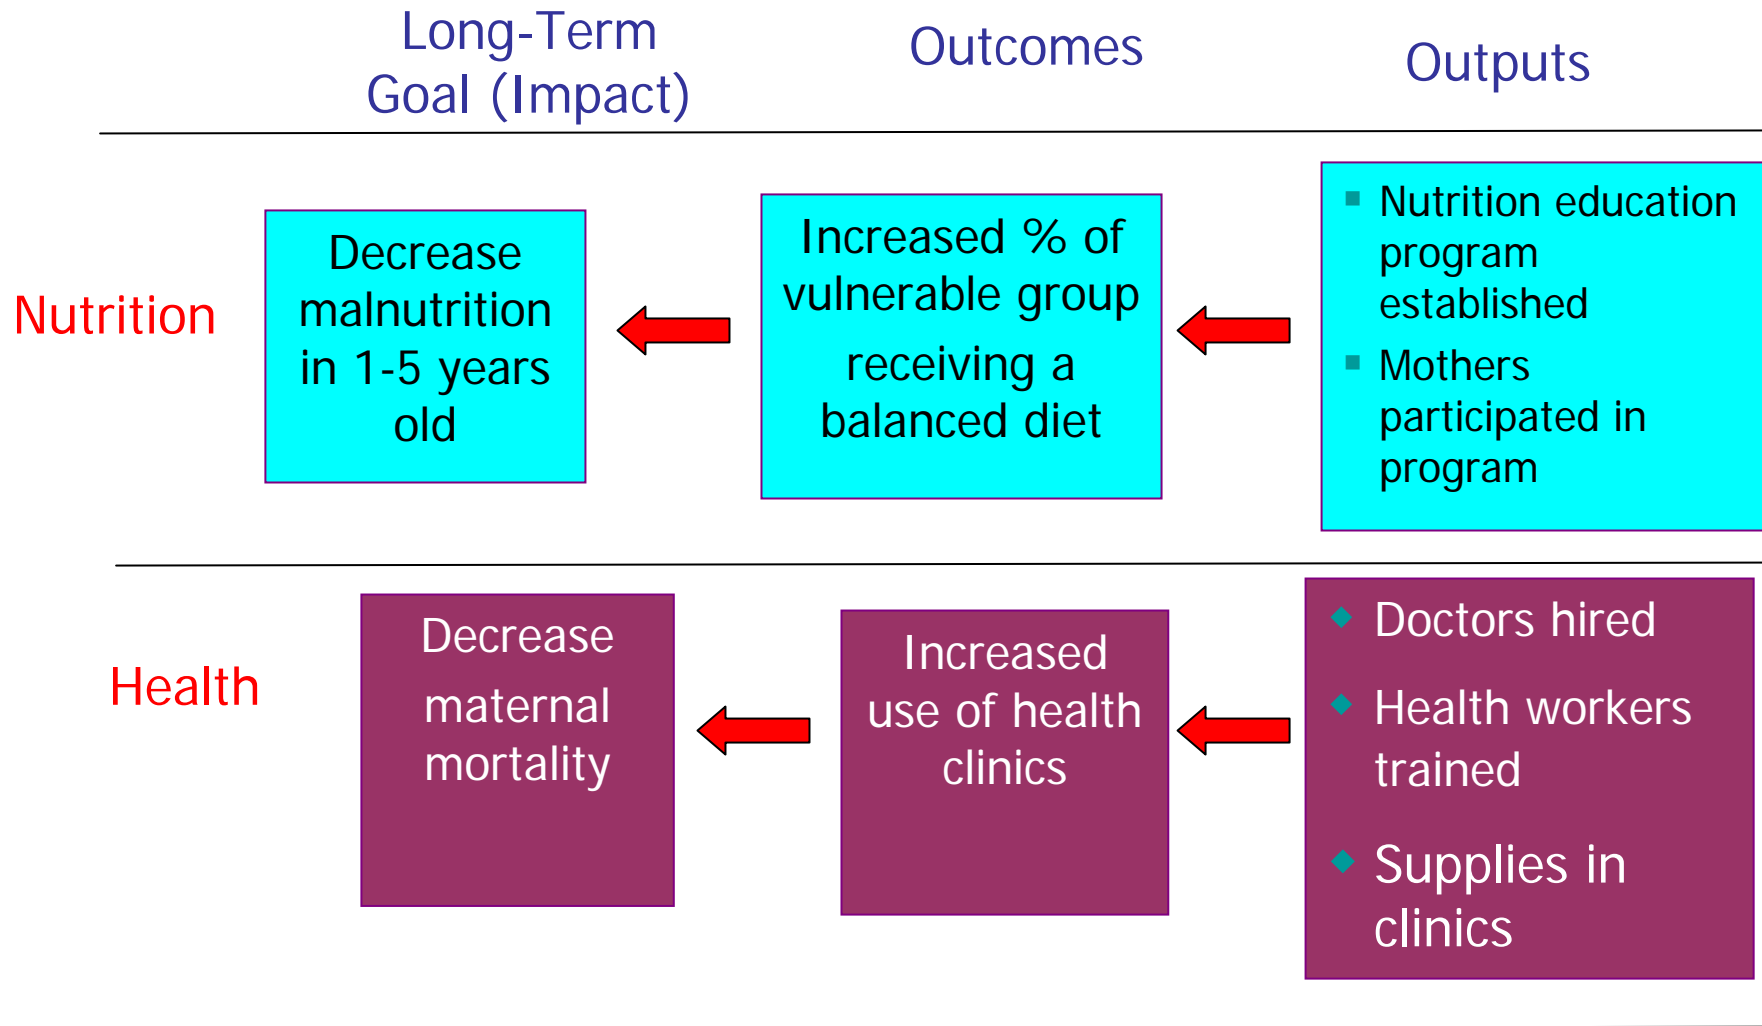 Long-Term
Goal (Impact)
Outcomes
Outputs
Nutrition
Decrease
malnutrition
in 1-5 years
old
Increased % of
vulnerable group
receiving a
balanced diet
Nutrition education
program
established
Mothers
participated in
program
Health
Decrease
maternal
mortality
Increased
use of health
clinics
Doctors hired
Health workers
trained
Supplies in
clinics